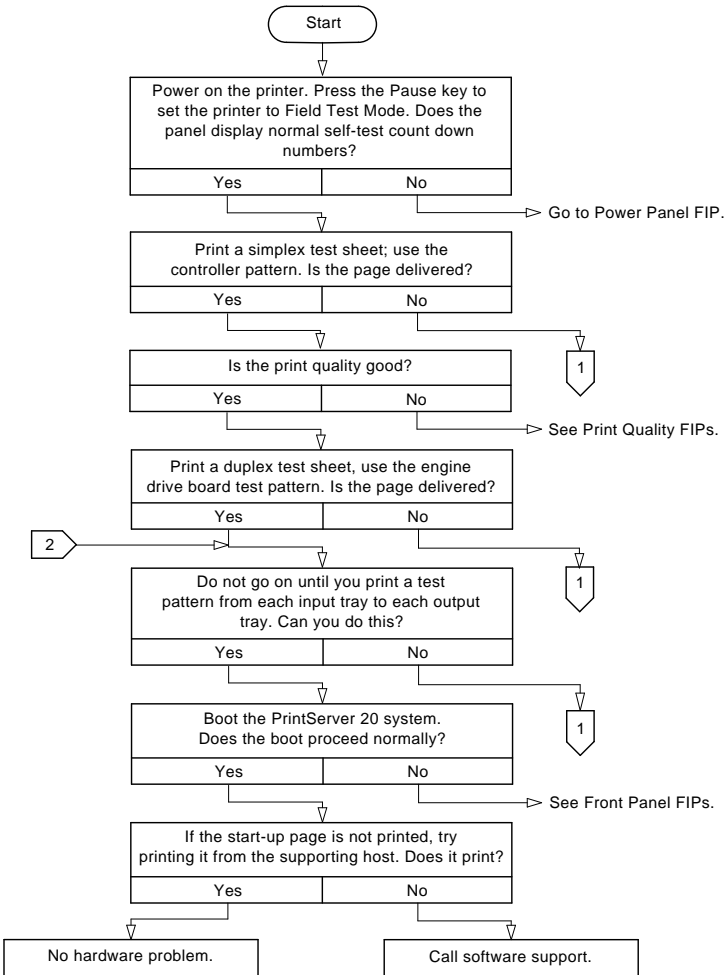 Start
Power on the printer. Press the Pause key to
set the printer to Field Test Mode. Does the
panel display normal self-test count down
numbers?
Yes
No
Go to Power Panel FIP.
Print a simplex test sheet; use the
controller pattern. Is the page delivered?
Yes
No
1
Is the print quality good?
Yes
No
See Print Quality FIPs.
Print a duplex test sheet, use the engine
drive board test pattern. Is the page delivered?
Yes
No
2
1
Do not go on until you print a test
pattern from each input tray to each output
tray. Can you do this?
Yes
No
1
Boot the PrintServer 20 system.
Does the boot proceed normally?
Yes
No
See Front Panel FIPs.
If the start-up page is not printed, try
printing it from the supporting host. Does it print?
Yes
No
No hardware problem.
Call software support.